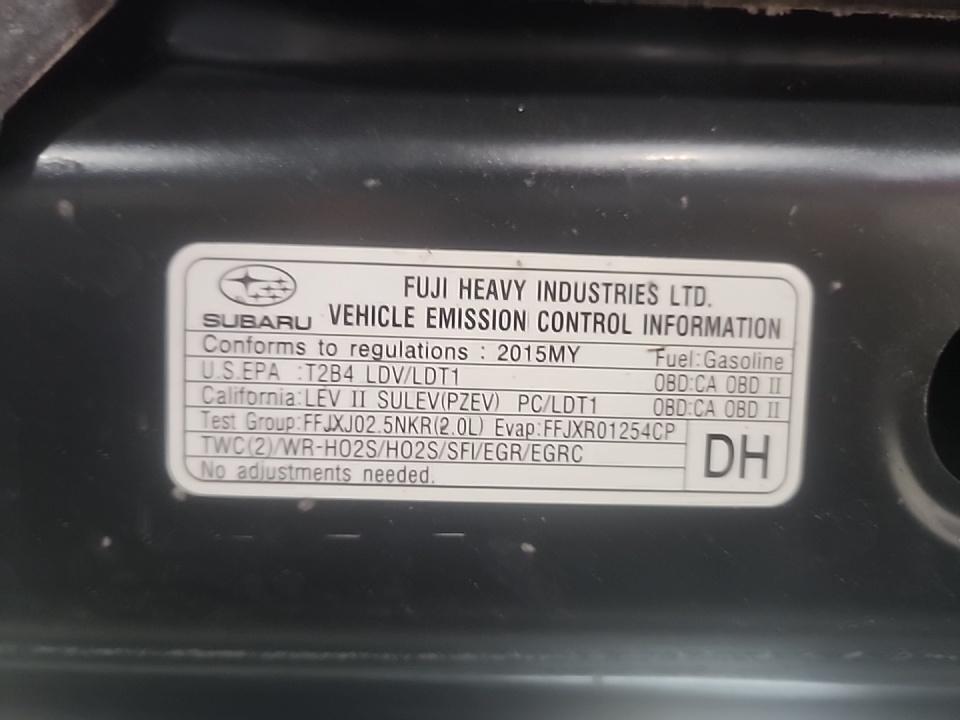 FUJI HEAVY INDUSTRIES LTD.
SUBARU VEHICLE EMISSION CONTROL INFORMATION
Conforms to regulations : 2015MY Fuel:Gasoline
U.S.EPA :T2B4 LDV/LDT1 OBD:CA OBD II
California:LEV II SULEV(PZEV) PC/LDT1 OBD:CA OBD II
Test Group:FFJXJ02.5NKR(2.0L) Evap:FFJXR01254CP
TWC(2)/WR-HO2S/HO2S/SFI/EGR/EGRC
No adjustments needed.
DH